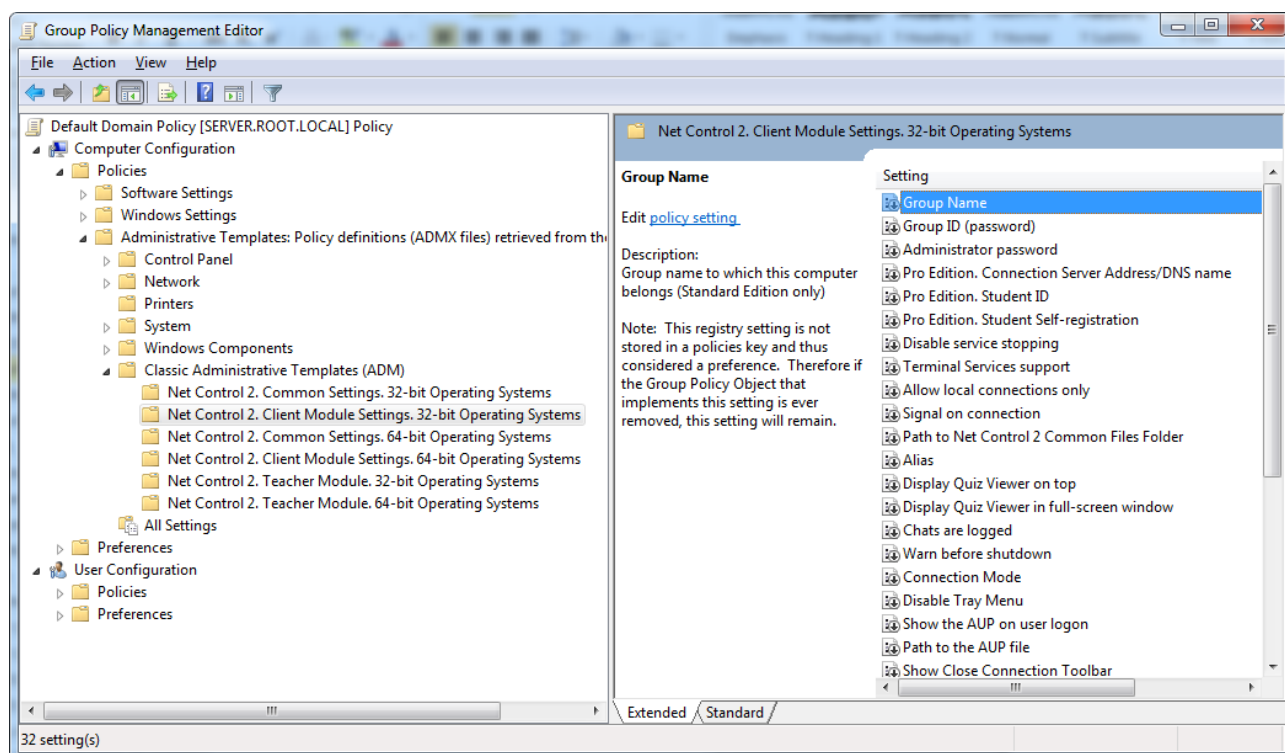 Group Policy Management Editor
File Action View Help
Default Domain Policy [SERVER.ROOT.LOCAL] Policy
Computer Configuration
Policies
Software Settings
Windows Settings
Administrative Templates: Policy definitions (ADMX files) retrieved from the
Control Panel
Network
Printers
System
Windows Components
Classic Administrative Templates (ADM)
Net Control 2. Common Settings. 32-bit Operating Systems
Net Control 2. Client Module Settings. 32-bit Operating Systems
Net Control 2. Common Settings. 64-bit Operating Systems
Net Control 2. Client Module Settings. 64-bit Operating Systems
Net Control 2. Teacher Module. 32-bit Operating Systems
Net Control 2. Teacher Module. 64-bit Operating Systems
All Settings
Preferences
User Configuration
Policies
Preferences
Net Control 2. Client Module Settings. 32-bit Operating Systems
Group Name
Edit policy setting
Description:
Group name to which this computer
belongs (Standard Edition only)
Note: This registry setting is not
stored in a policies key and thus
considered a preference. Therefore if
the Group Policy Object that
implements this setting is ever
removed, this setting will remain.
Setting
Group Name
Group ID (password)
Administrator password
Pro Edition. Connection Server Address/DNS name
Pro Edition. Student ID
Pro Edition. Student Self-registration
Disable service stopping
Terminal Services support
Allow local connections only
Signal on connection
Path to Net Control 2 Common Files Folder
Alias
Display Quiz Viewer on top
Display Quiz Viewer in full-screen window
Chats are logged
Warn before shutdown
Connection Mode
Disable Tray Menu
Show the AUP on user logon
Path to the AUP file
Show Close Connection Toolbar
Extended Standard
32 setting(s)